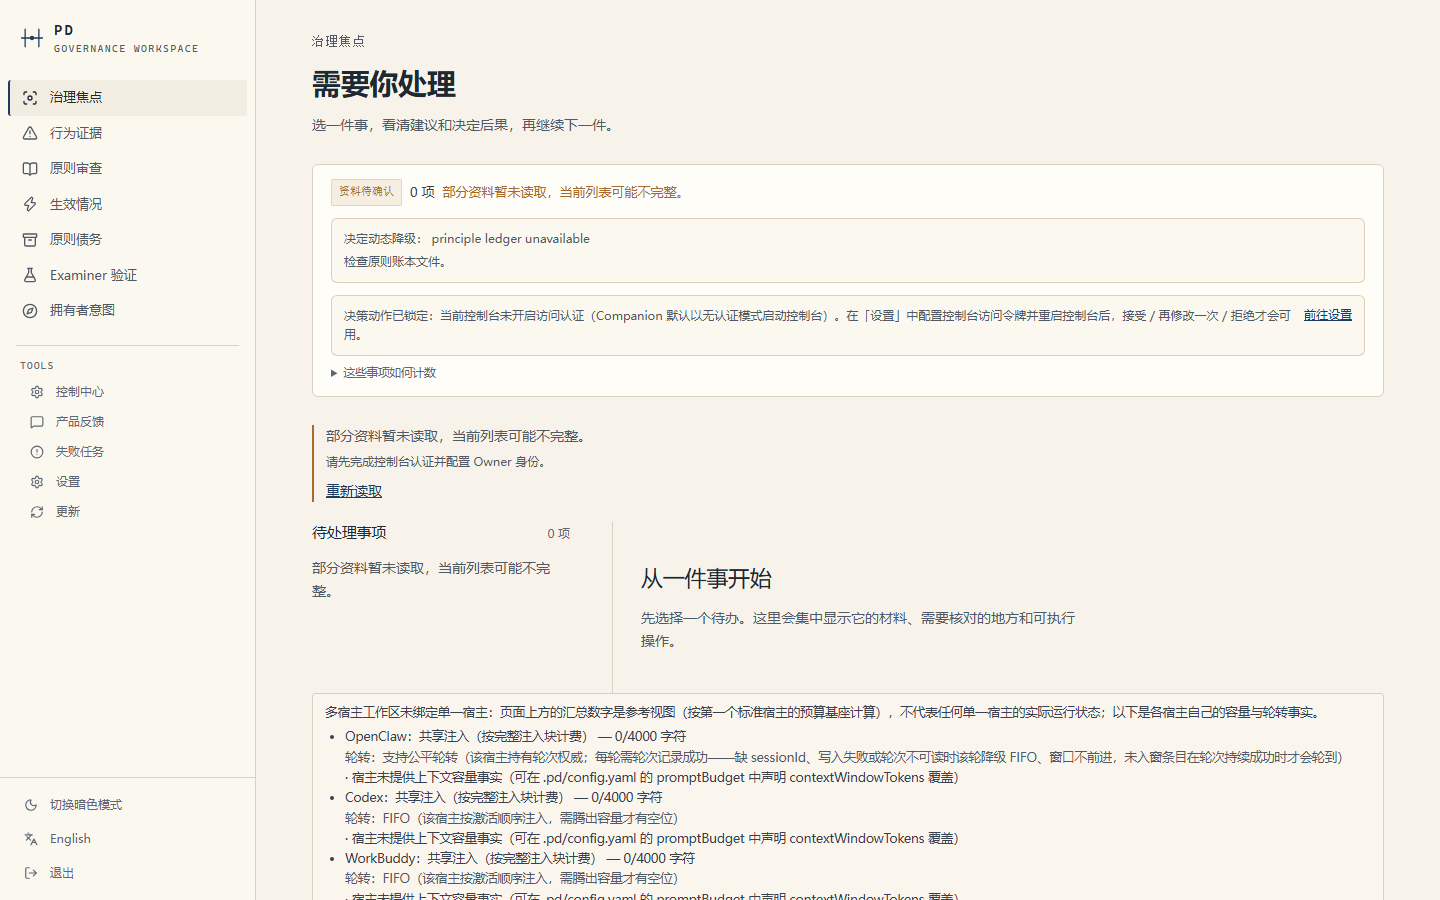 PD
GOVERNANCE WORKSPACE
治理焦点
行为证据
原则审查
生效情况
原则债务
Examiner 验证
拥有者意图
TOOLS
控制中心
产品反馈
失败任务
设置
更新
切换暗色模式
English
退出
治理焦点
需要你处理
选一件事，看清建议和决定后果，再继续下一件。
资料待确认 0 项 部分资料暂未读取，当前列表可能不完整。
决定动态降级： principle ledger unavailable
检查原则账本文件。
决策动作已锁定：当前控制台未开启访问认证（Companion 默认以无认证模式启动控制台）。在「设置」中配置控制台访问令牌并重启控制台后，接受 / 再修改一次 / 拒绝才会可 前往设置
用。
▶ 这些事项如何计数
部分资料暂未读取，当前列表可能不完整。
请先完成控制台认证并配置 Owner 身份。
重新读取
待处理事项 0 项
部分资料暂未读取，当前列表可能不完
整。
从一件事开始
先选择一个待办。这里会集中显示它的材料、需要核对的地方和可执行
操作。
多宿主工作区未绑定单一宿主：页面上方的汇总数字是参考视图（按第一个标准宿主的预算基座计算），不代表任何单一宿主的实际运行状态；以下是各宿主自己的容量与轮转事实。
• OpenClaw：共享注入（按完整注入块计费） — 0/4000 字符
轮转：支持公平轮转（该宿主持有轮次权威；每轮需轮次记录成功——缺 sessionId、写入失败或轮次不可读时该轮降级 FIFO、窗口不前进，未入窗条目在轮次持续成功时才会轮到）
· 宿主未提供上下文容量事实（可在 .pd/config.yaml 的 promptBudget 中声明 contextWindowTokens 覆盖）
• Codex：共享注入（按完整注入块计费） — 0/4000 字符
轮转：FIFO（该宿主按激活顺序注入，需腾出容量才有空位）
· 宿主未提供上下文容量事实（可在 .pd/config.yaml 的 promptBudget 中声明 contextWindowTokens 覆盖）
• WorkBuddy：共享注入（按完整注入块计费） — 0/4000 字符
轮转：FIFO（该宿主按激活顺序注入，需腾出容量才有空位）
· 宿主未提供上下文容量事实（可在 .pd/config.yaml 的 promptBudget 中声明 contextWindowTokens 覆盖）